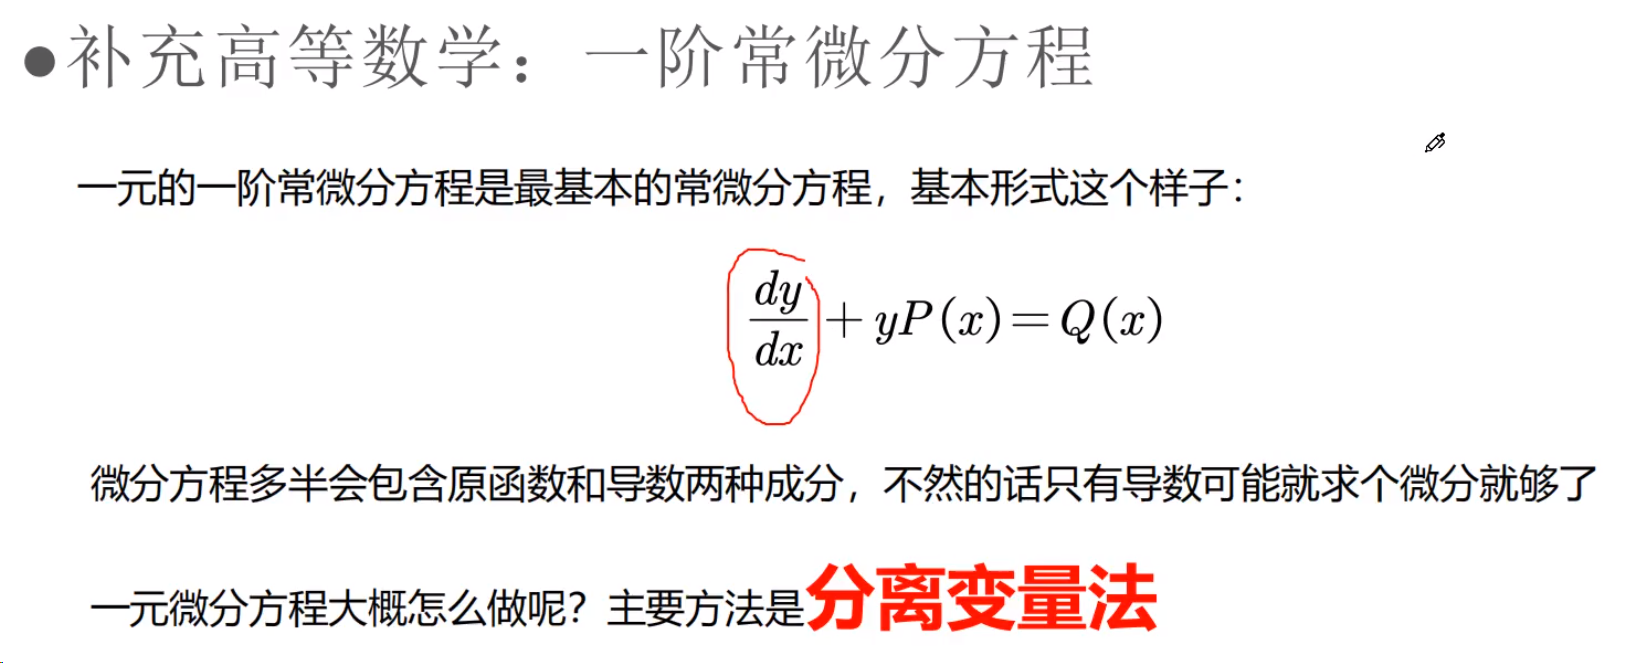 ●补充高等数学：一阶常微分方程
一元的一阶常微分方程是最基本的常微分方程，基本形式这个样子：
dy/dx + yP(x) = Q(x)
微分方程多半会包含原函数和导数两种成分，不然的话只有导数可能就求个微分就够了
一元微分方程大概怎么做呢？主要方法是分离变量法